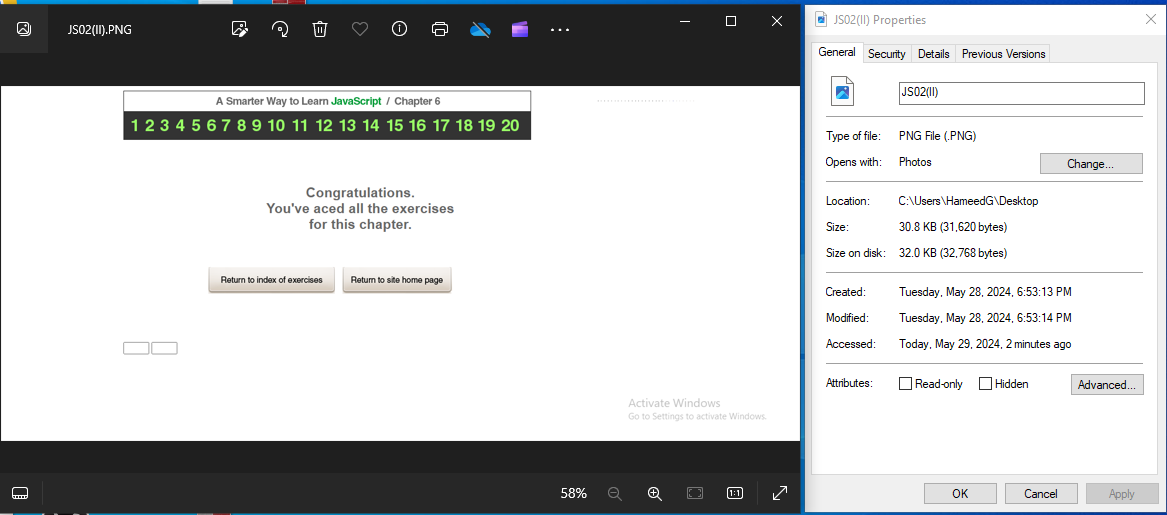 JS02(II).PNG
A Smarter Way to Learn JavaScript / Chapter 6
1 2 3 4 5 6 7 8 9 10 11 12 13 14 15 16 17 18 19 20
Congratulations.
You've aced all the exercises
for this chapter.
Return to index of exercises
Return to site home page
Activate Windows
Go to Settings to activate Windows.
58%
1:1
JS02(II) Properties
General Security Details Previous Versions
JS02(II)
Type of file: PNG File (.PNG)
Opens with: Photos
Change...
Location: C:\Users\HameedG\Desktop
Size: 30.8 KB (31,620 bytes)
Size on disk: 32.0 KB (32,768 bytes)
Created: Tuesday, May 28, 2024, 6:53:13 PM
Modified: Tuesday, May 28, 2024, 6:53:14 PM
Accessed: Today, May 29, 2024, 2 minutes ago
Attributes: Read-only Hidden Advanced...
OK Cancel Apply